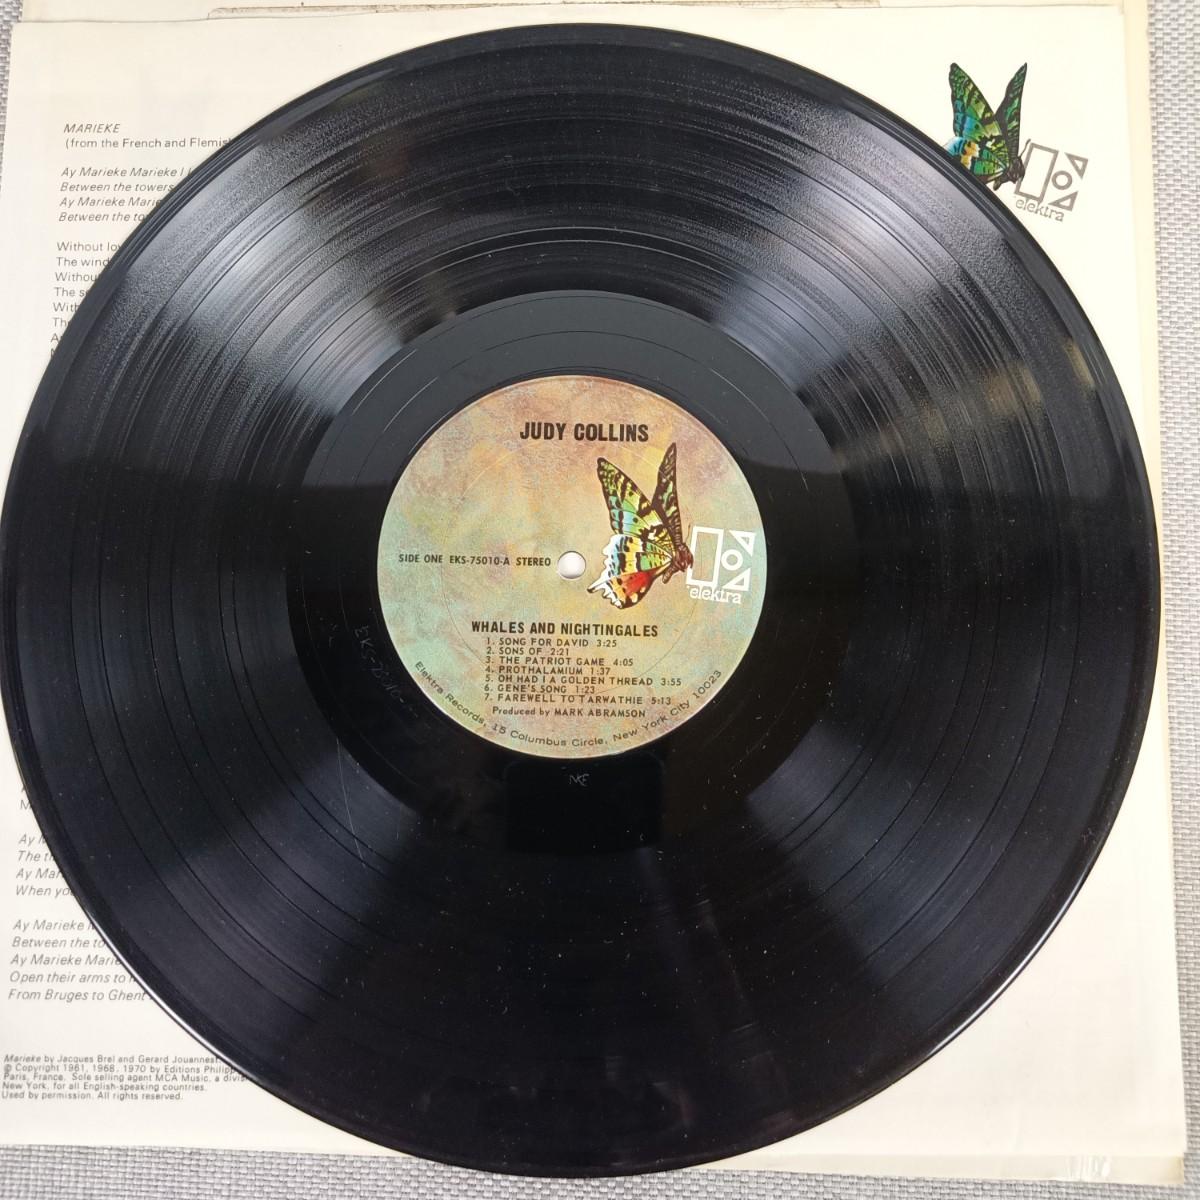 MARIEKE
(from the French and Flemish
Ay Marieke Marieke I
Between the towers
Ay Marieke Marie
Between the to
Without lo
The wind
Withou
The se
With
The
A
elektra
JUDY COLLINS
SIDE ONE EKS-75010-A STEREO
elektra
WHALES AND NIGHTINGALES
1. SONG FOR DAVID 3:25
2. SONS OF 2:21
3. THE PATRIOT GAME 4:05
4. PROTHALAMIUM 1:37
5. OH HAD I A GOLDEN THREAD 3:55
6. GENE'S SONG 1:23
7. FAREWELL TO TARWATHIE 5:13
Produced by MARK ABRAMSON
Elektra Records, 15 Columbus Circle, New York City 10023
Ay M
The t
Ay Mar
When yo
Ay Marieke M
Between the to
Ay Marieke Marie
Open their arms to
From Bruges to Ghent
Marieke by Jacques Brel and Gerard Jouannest.
© Copyright 1961, 1968, 1970 by Editions Philipp
Paris, France. Sole selling agent MCA Music, a divis
New York, for all English-speaking countries.
Used by permission. All rights reserved.